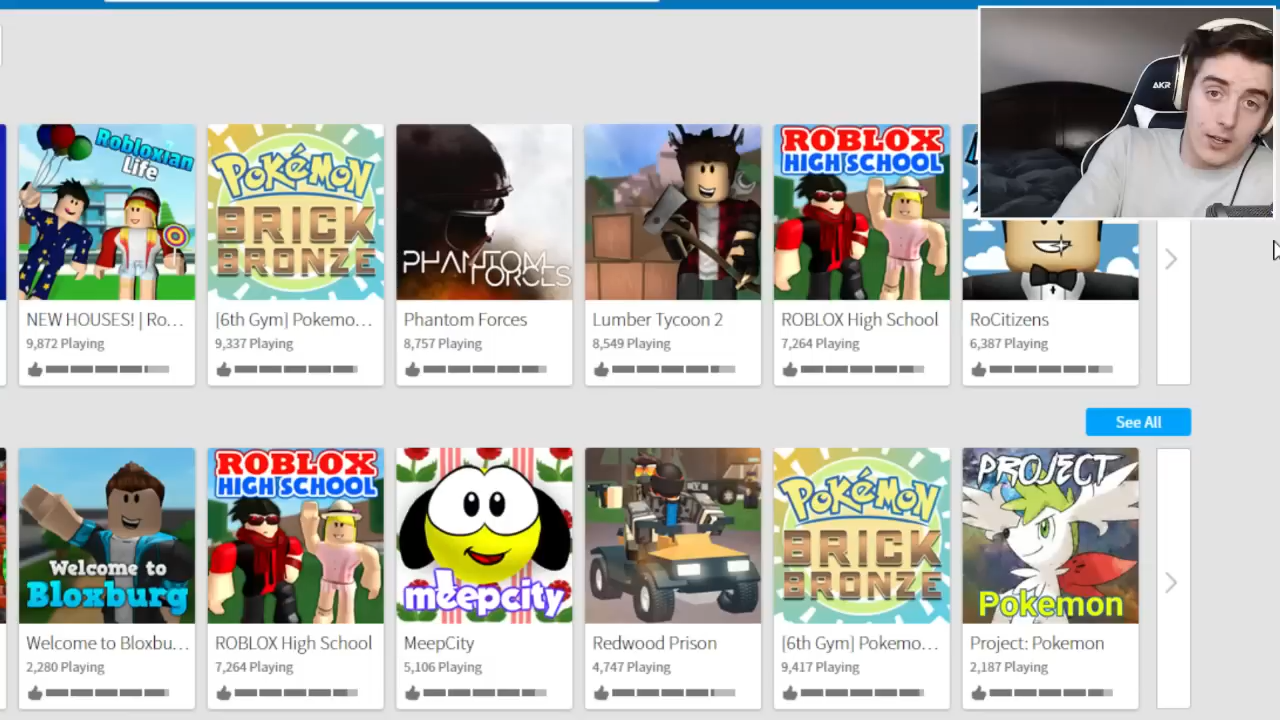 AKR
Robloxian
Life
POKéMON
BRICK
BRONZE
PHANTOM
FORCES
ROBLOX
HIGH SCHOOL
NEW HOUSES! | Ro...
[6th Gym] Pokemo...
Phantom Forces
Lumber Tycoon 2
ROBLOX High School
RoCitizens
9,872 Playing
9,337 Playing
8,757 Playing
8,549 Playing
7,264 Playing
6,387 Playing
See All
Welcome to
Bloxburg
ROBLOX
HIGH SCHOOL
meepcity
POKéMON
BRICK
BRONZE
PROJECT
Pokemon
Welcome to Bloxbu...
ROBLOX High School
MeepCity
Redwood Prison
[6th Gym] Pokemo...
Project: Pokemon
2,280 Playing
7,264 Playing
5,106 Playing
4,747 Playing
9,417 Playing
2,187 Playing